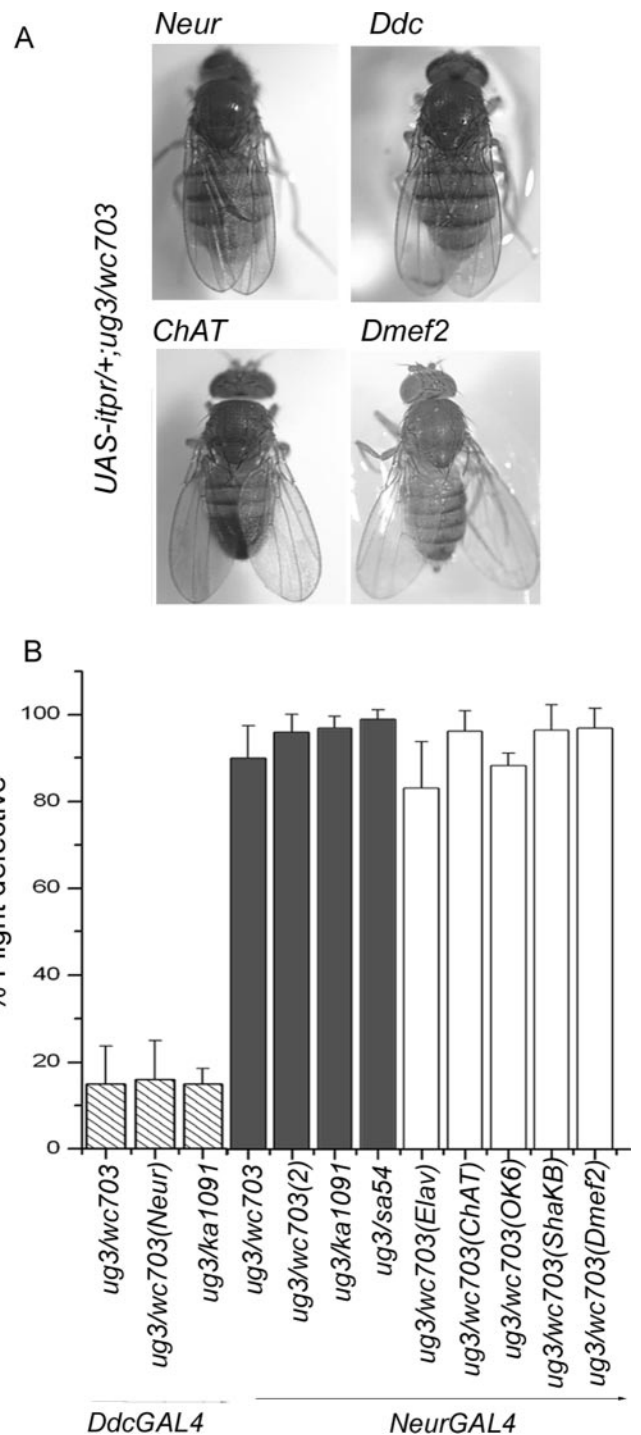 A
Neur
Ddc
UAS-itpr/+;ug3/wc703
ChAT
Dmef2
B
100
80
60
40
20
0
ug3/wc703
ug3/wc703(Neur)
ug3/ka1091
ug3/wc703
ug3/wc703(2)
ug3/ka1091
ug3/sa54
ug3/wc703(Elav)
ug3/wc703(ChAT)
ug3/wc703(OK6)
ug3/wc703(ShaKB)
ug3/wc703(Dmef2)
DdcGAL4
NeurGAL4